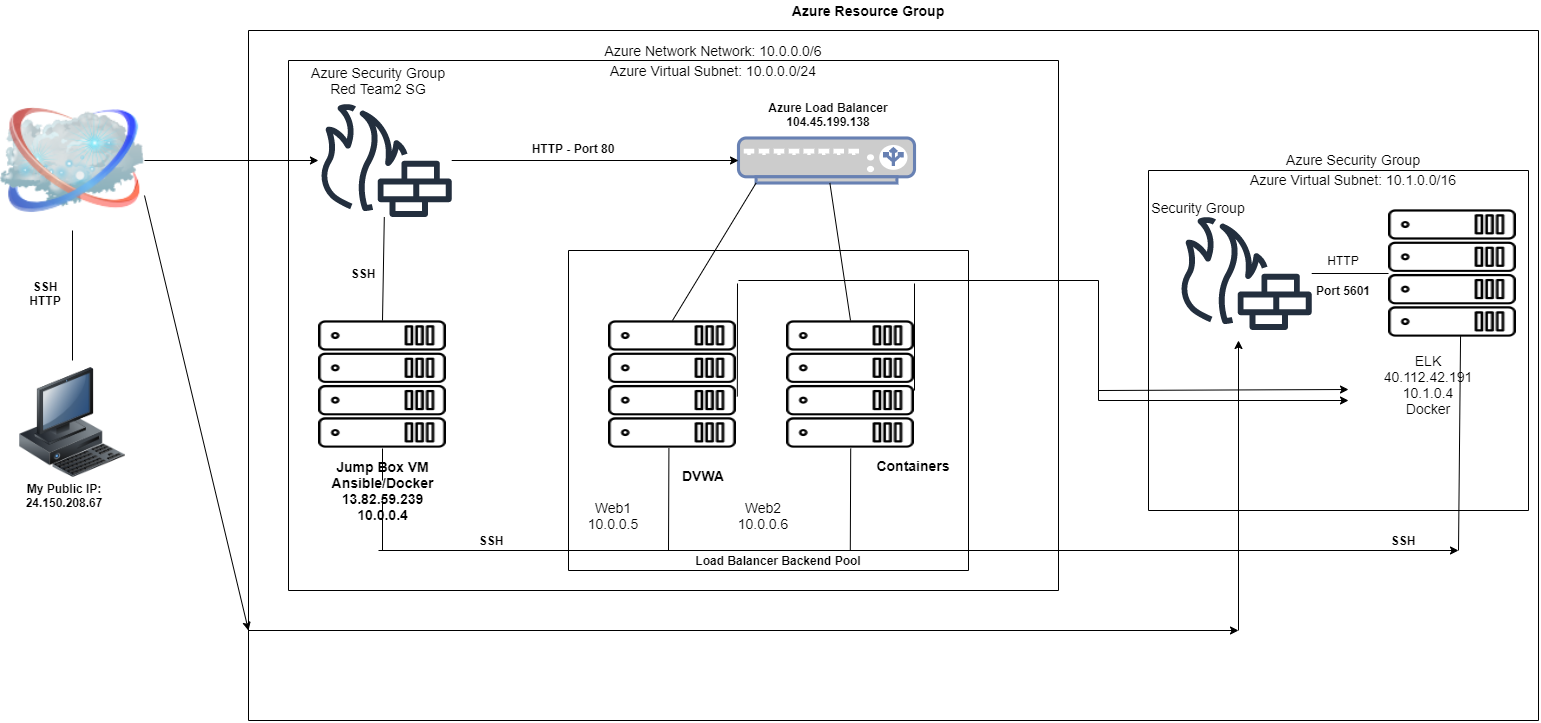 Azure Resource Group
Azure Network Network: 10.0.0.0/6
Azure Virtual Subnet: 10.0.0.0/24
Azure Security Group
Red Team2 SG
Azure Load Balancer
104.45.199.138
HTTP - Port 80
Azure Security Group
Azure Virtual Subnet: 10.1.0.0/16
Security Group
HTTP
Port 5601
SSH
SSH
HTTP
ELK
40.112.42.191
10.1.0.4
Docker
My Public IP:
24.150.208.67
Jump Box VM
Ansible/Docker
13.82.59.239
10.0.0.4
DVWA
Containers
Web1
10.0.0.5
Web2
10.0.0.6
SSH
SSH
Load Balancer Backend Pool